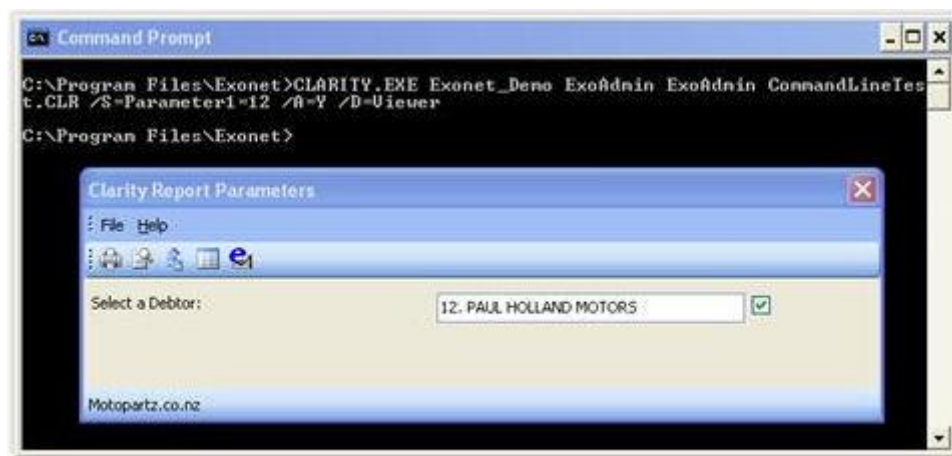 Command Prompt
C:\Program Files\Exonet>CLARITY.EXE Exonet_Demo ExoAdmin ExoAdmin CommandLineTes
t.CLR /S=Parameter1=12 /A=Y /D=Viewer
C:\Program Files\Exonet>
Clarity Report Parameters
File Help
Select a Debtor: 12. PAUL HOLLAND MOTORS
Motopartz.co.nz